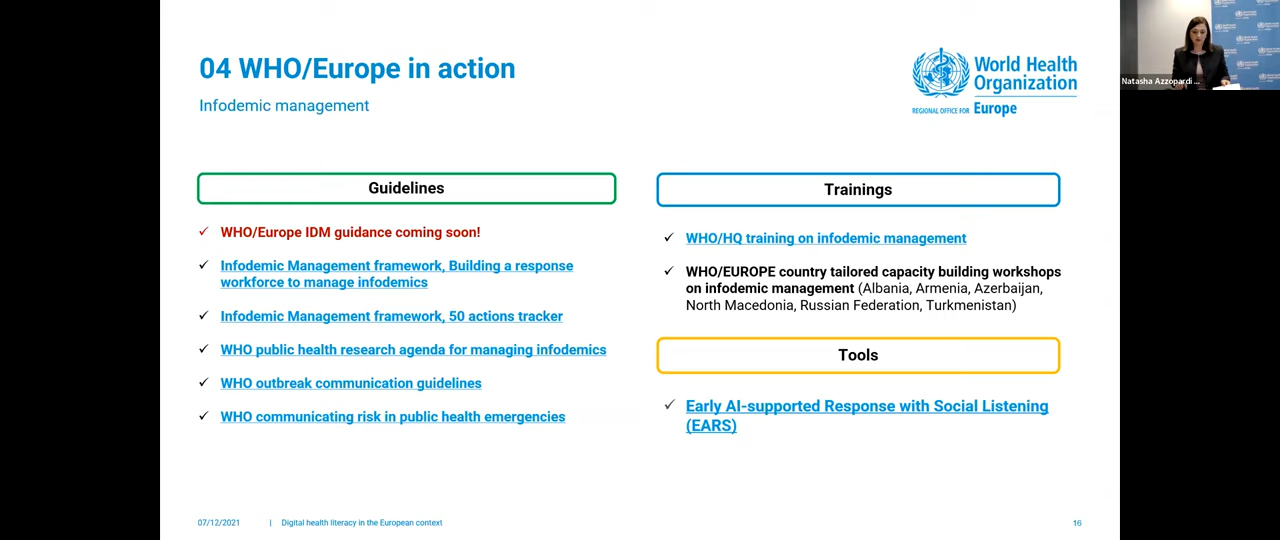 04 WHO/Europe in action
Infodemic management
World Health
Organization
REGIONAL OFFICE FOR Europe
Natasha Azzopardi ...
Guidelines
✓ WHO/Europe IDM guidance coming soon!
✓ Infodemic Management framework, Building a response
workforce to manage infodemics
✓ Infodemic Management framework, 50 actions tracker
✓ WHO public health research agenda for managing infodemics
✓ WHO outbreak communication guidelines
✓ WHO communicating risk in public health emergencies
Trainings
✓ WHO/HQ training on infodemic management
✓ WHO/EUROPE country tailored capacity building workshops
on infodemic management (Albania, Armenia, Azerbaijan,
North Macedonia, Russian Federation, Turkmenistan)
Tools
✓ Early AI-supported Response with Social Listening
(EARS)
07/12/2021 | Digital health literacy in the European context
16